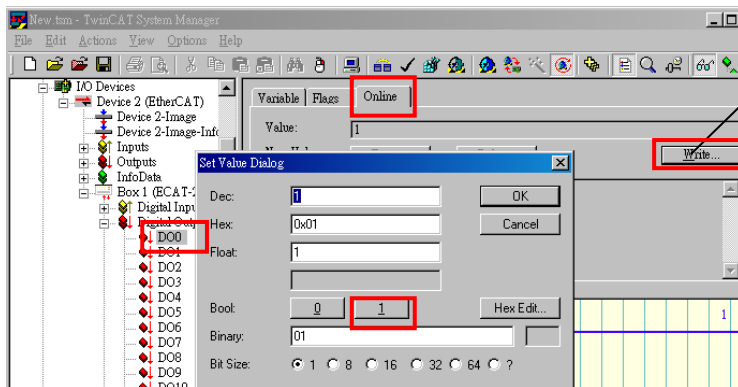 New.tsm - TwinCAT System Manager
File Edit Actions View Options Help
I/O Devices
Device 2 (EtherCAT)
Device 2-Image
Device 2-Image-Info
Inputs
Outputs
InfoData
Box 1 (ECAT-2
Digital Inpu
Digital Outp
DO0
DO1
DO2
DO3
DO4
DO5
DO6
DO7
DO8
DO9
DO10
Variable Flags Online
Value: 1
Write...
Set Value Dialog
Dec: 1 OK
Hex: 0x01 Cancel
Float: 1
Bool: 0 1 Hex Edit...
Binary: 01
Bit Size: 1 8 16 32 64 ?
1